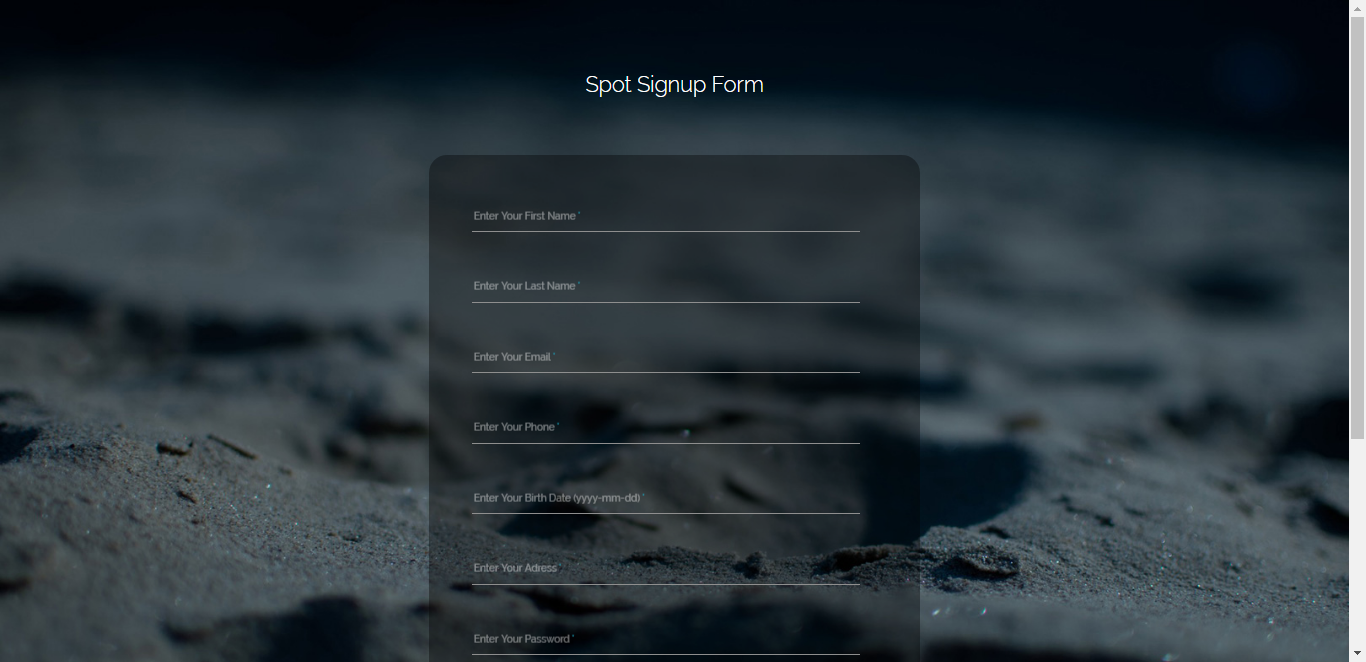 Spot Signup Form
Enter Your First Name *
Enter Your Last Name *
Enter Your Email *
Enter Your Phone *
Enter Your Birth Date (yyyy-mm-dd) *
Enter Your Adress *
Enter Your Password *